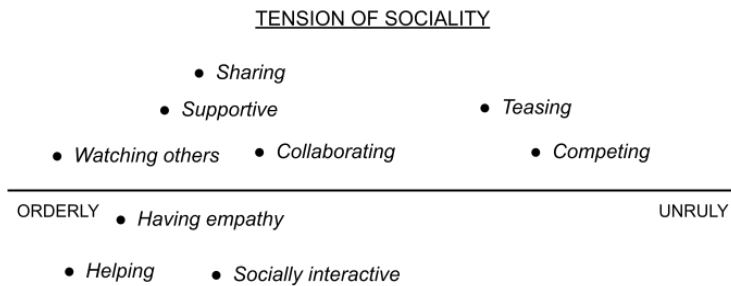 TENSION OF SOCIALITY
• Sharing
• Supportive
• Teasing
• Watching others
• Collaborating
• Competing
ORDERLY
• Having empathy
UNRULY
• Helping
• Socially interactive